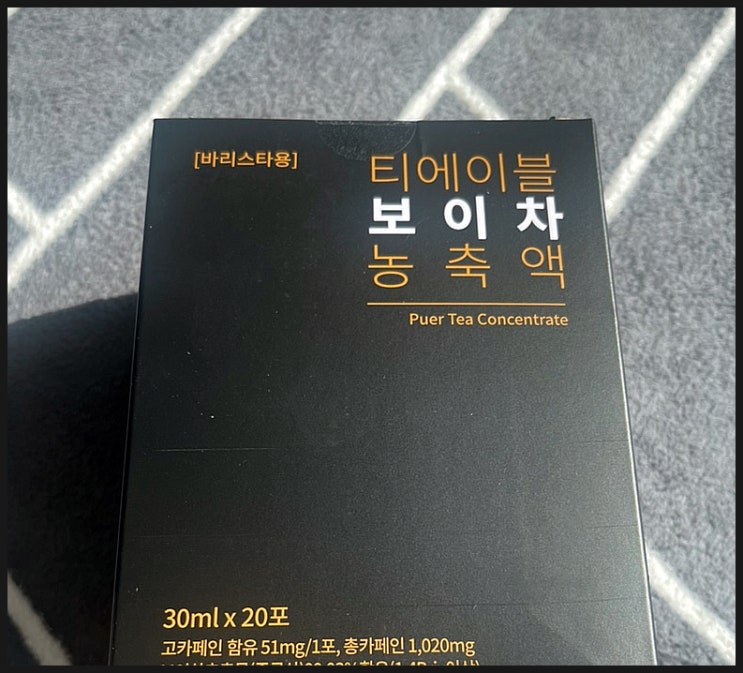 [바리스타용]
티에이블
보이차
농축액
Puer Tea Concentrate
30ml x 20포
고카페인 함유 51mg/1포, 총카페인 1,020mg